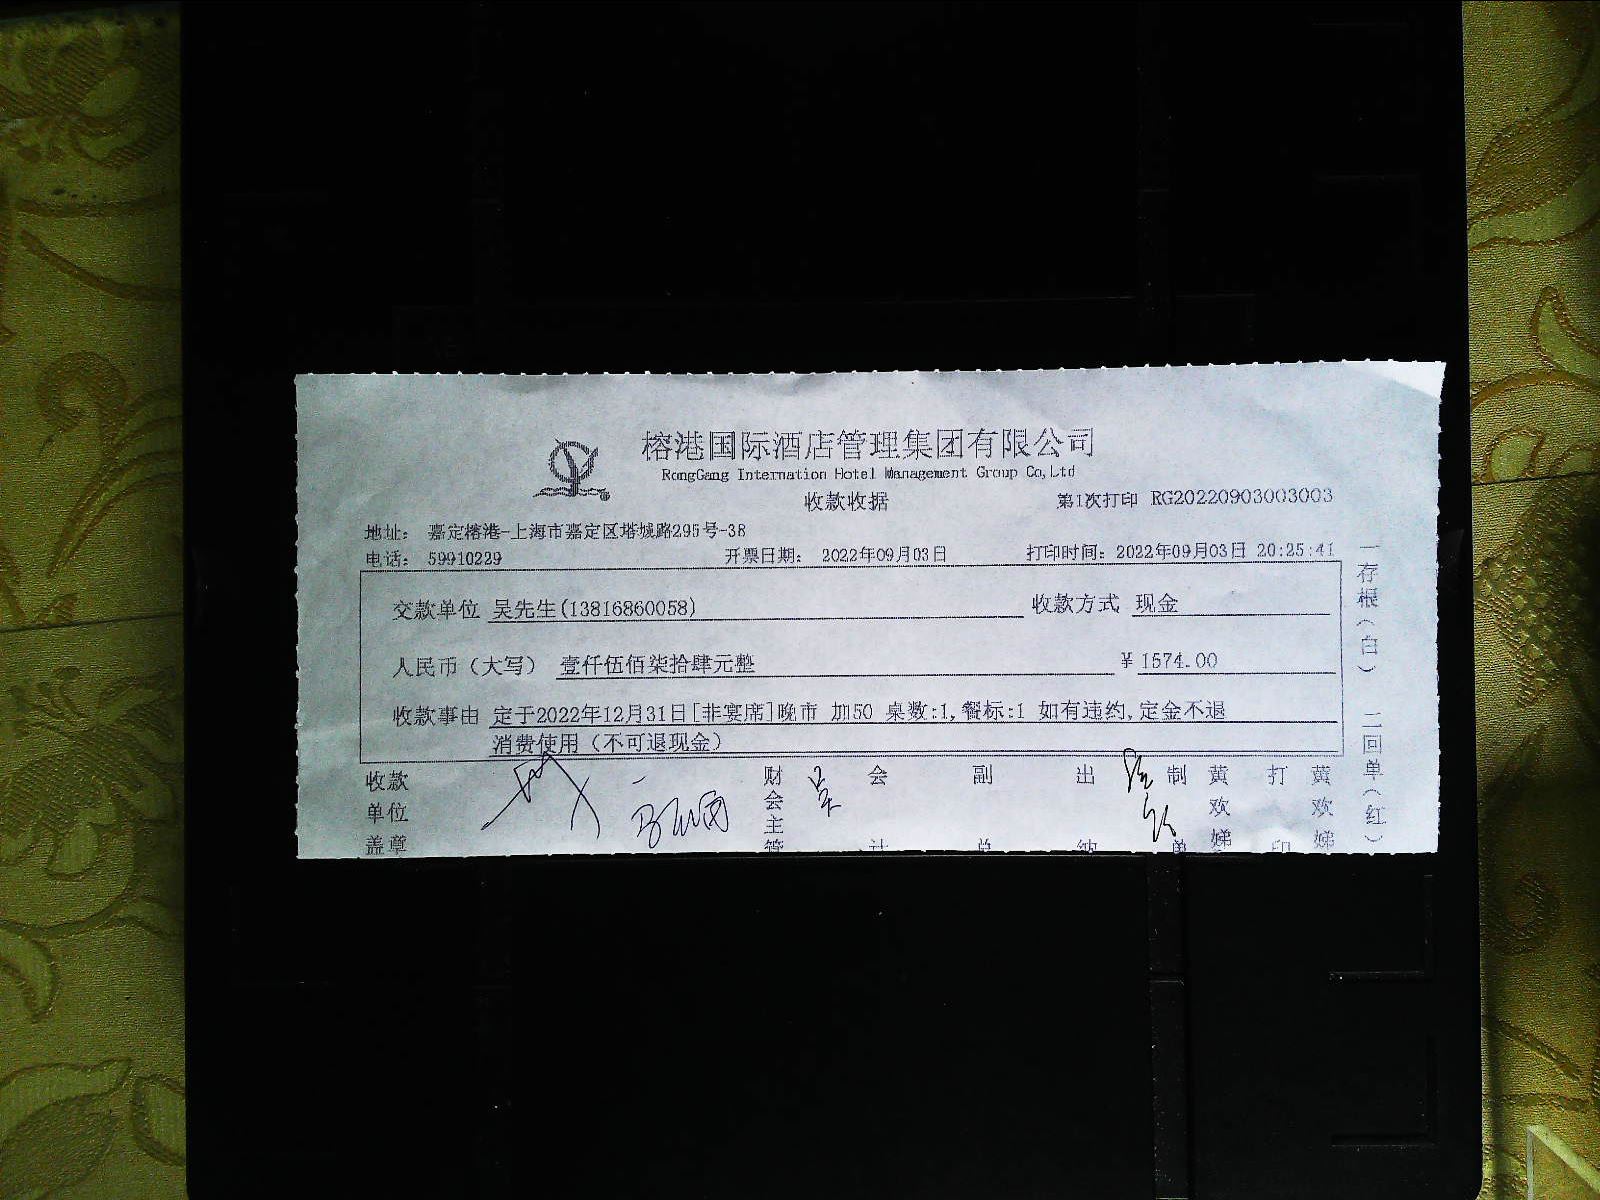 榕港国际酒店管理集团有限公司
RongGang Internation Hotel Management Group Co,Ltd
收款收据
第1次打印 RG20220903003003
地址： 嘉定榕港-上海市嘉定区塔城路295号-38
电话： 59910229 开票日期： 2022年09月03日 打印时间：2022年09月03日 20:25:41
交款单位 吴先生(13816860058) 收款方式 现金
人民币（大写） 壹仟伍佰柒拾肆元整 ¥ 1574.00
收款事由 定于2022年12月31日[非宴席]晚市 加50 桌数:1,餐标:1 如有违约,定金不退
消费使用（不可退现金）
收款单位盖章
财会主管
会计
副单
出纳
制单
黄欢娣
打印
黄欢娣
一存根（白） 二回单（红）